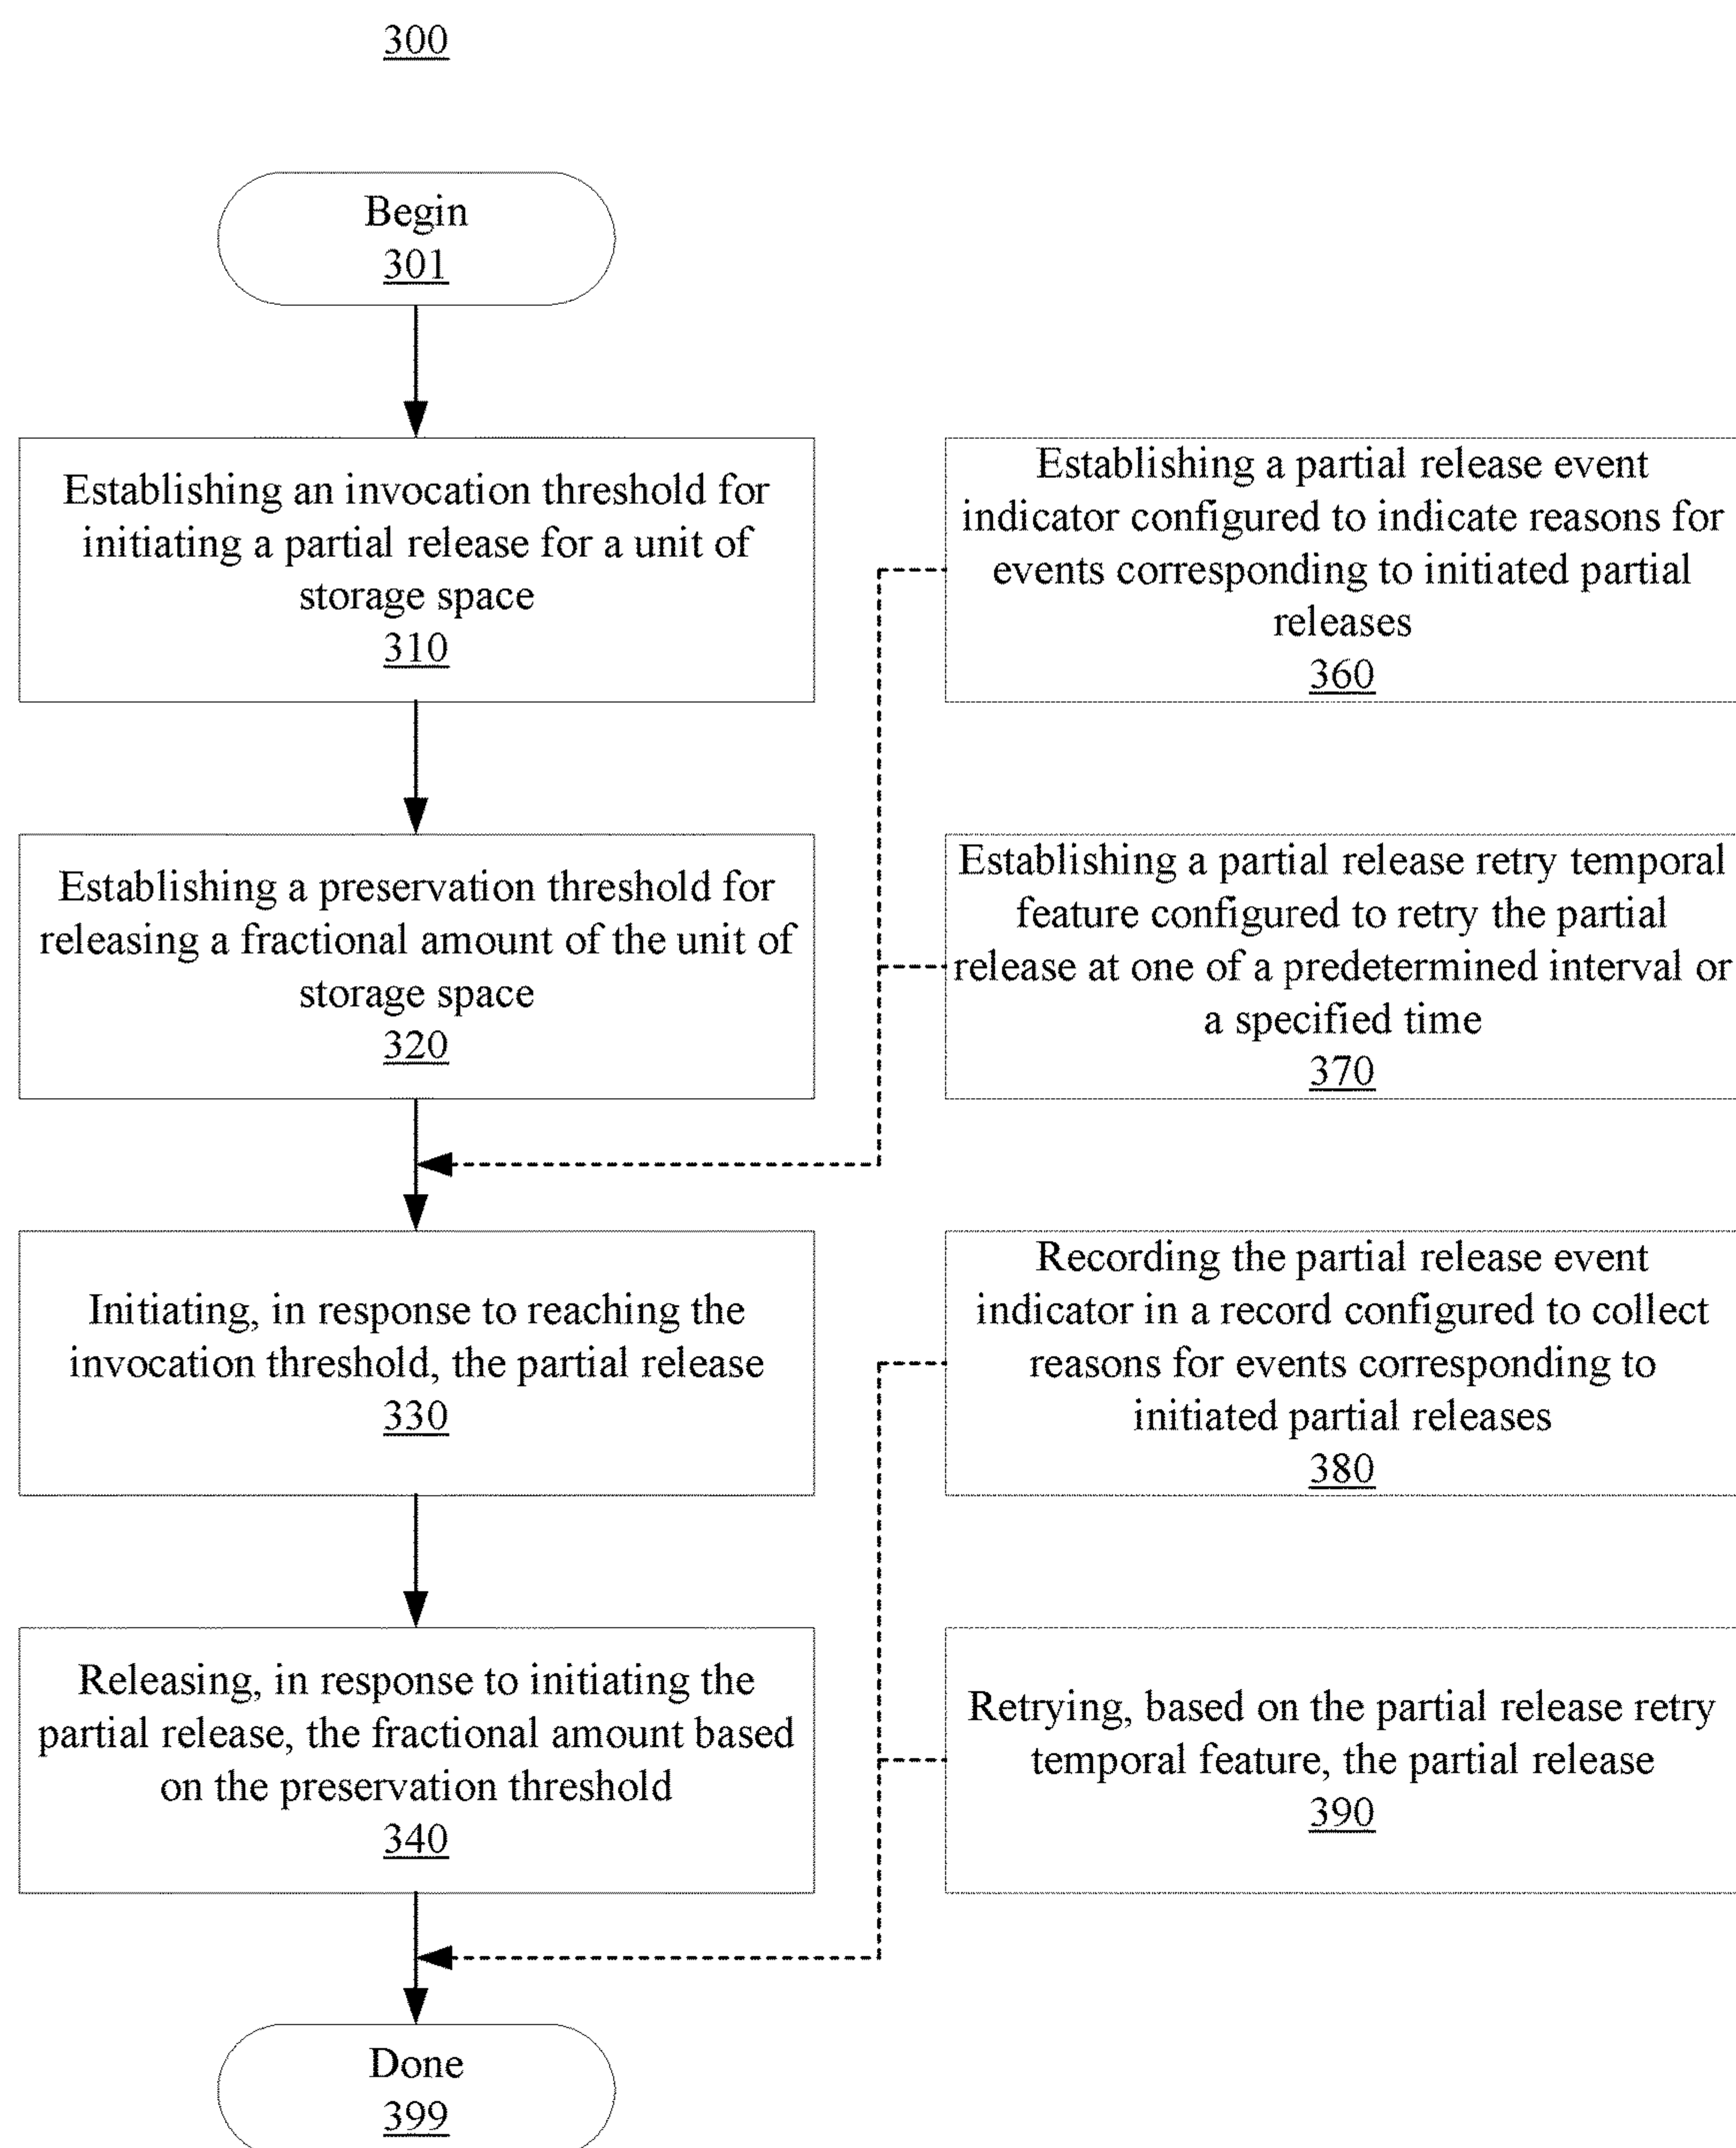 300
Begin
301
Establishing an invocation threshold for
initiating a partial release for a unit of
storage space
310
Establishing a preservation threshold for
releasing a fractional amount of the unit of
storage space
320
Initiating, in response to reaching the
invocation threshold, the partial release
330
Releasing, in response to initiating the
partial release, the fractional amount based
on the preservation threshold
340
Done
399
Establishing a partial release event
indicator configured to indicate reasons for
events corresponding to initiated partial
releases
360
Establishing a partial release retry temporal
feature configured to retry the partial
release at one of a predetermined interval or
a specified time
370
Recording the partial release event
indicator in a record configured to collect
reasons for events corresponding to
initiated partial releases
380
Retrying, based on the partial release retry
temporal feature, the partial release
390